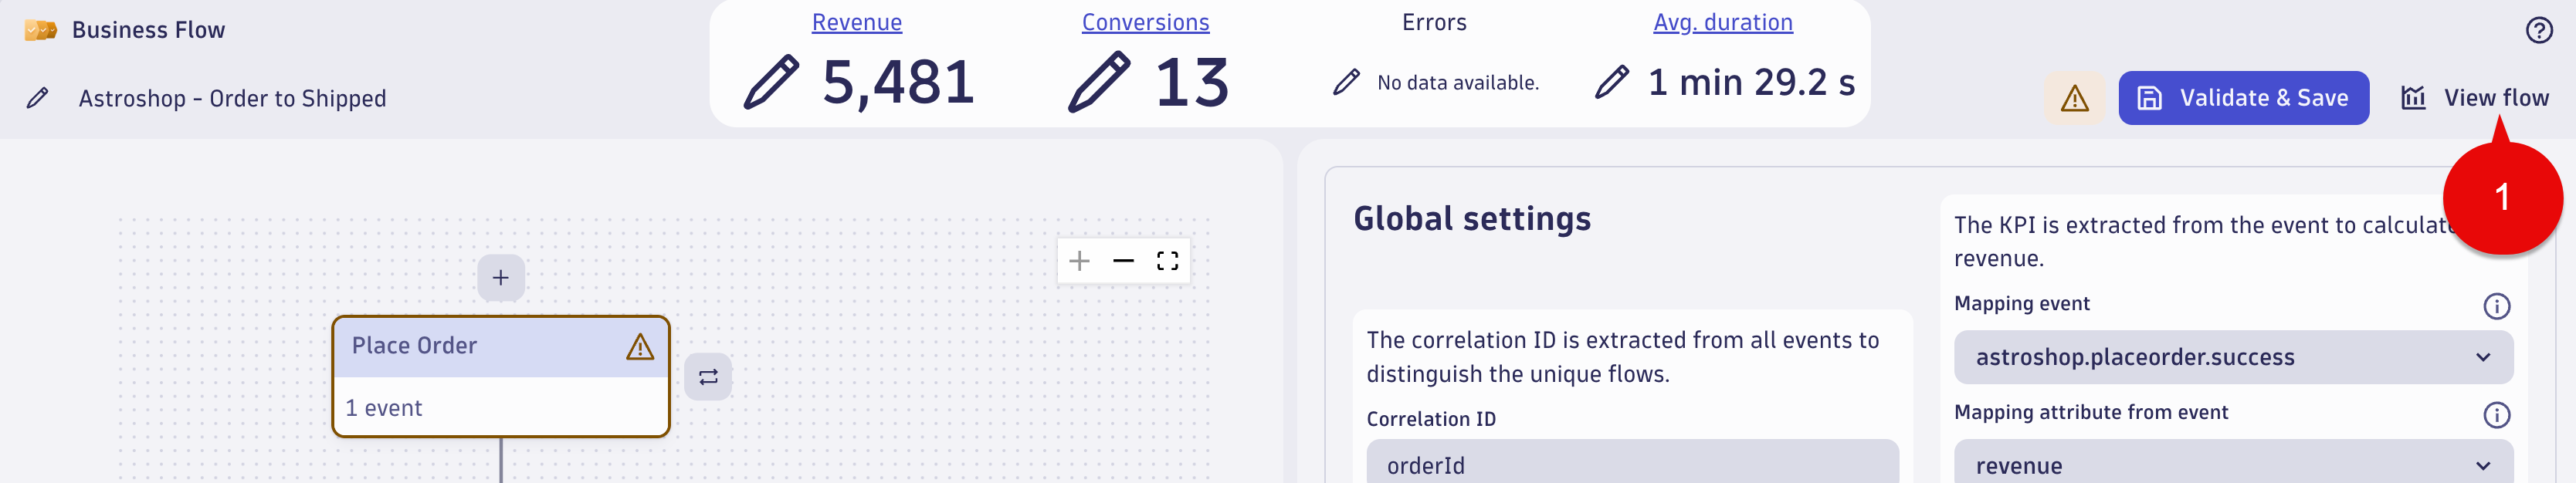 Business Flow
Astroshop - Order to Shipped
Revenue
5,481
Conversions
13
Errors
No data available.
Avg. duration
1 min 29.2 s
Validate & Save
View flow
1
Place Order
1 event
Global settings
The correlation ID is extracted from all events to
distinguish the unique flows.
Correlation ID
orderId
The KPI is extracted from the event to calculate
revenue.
Mapping event
astroshop.placeorder.success
Mapping attribute from event
revenue